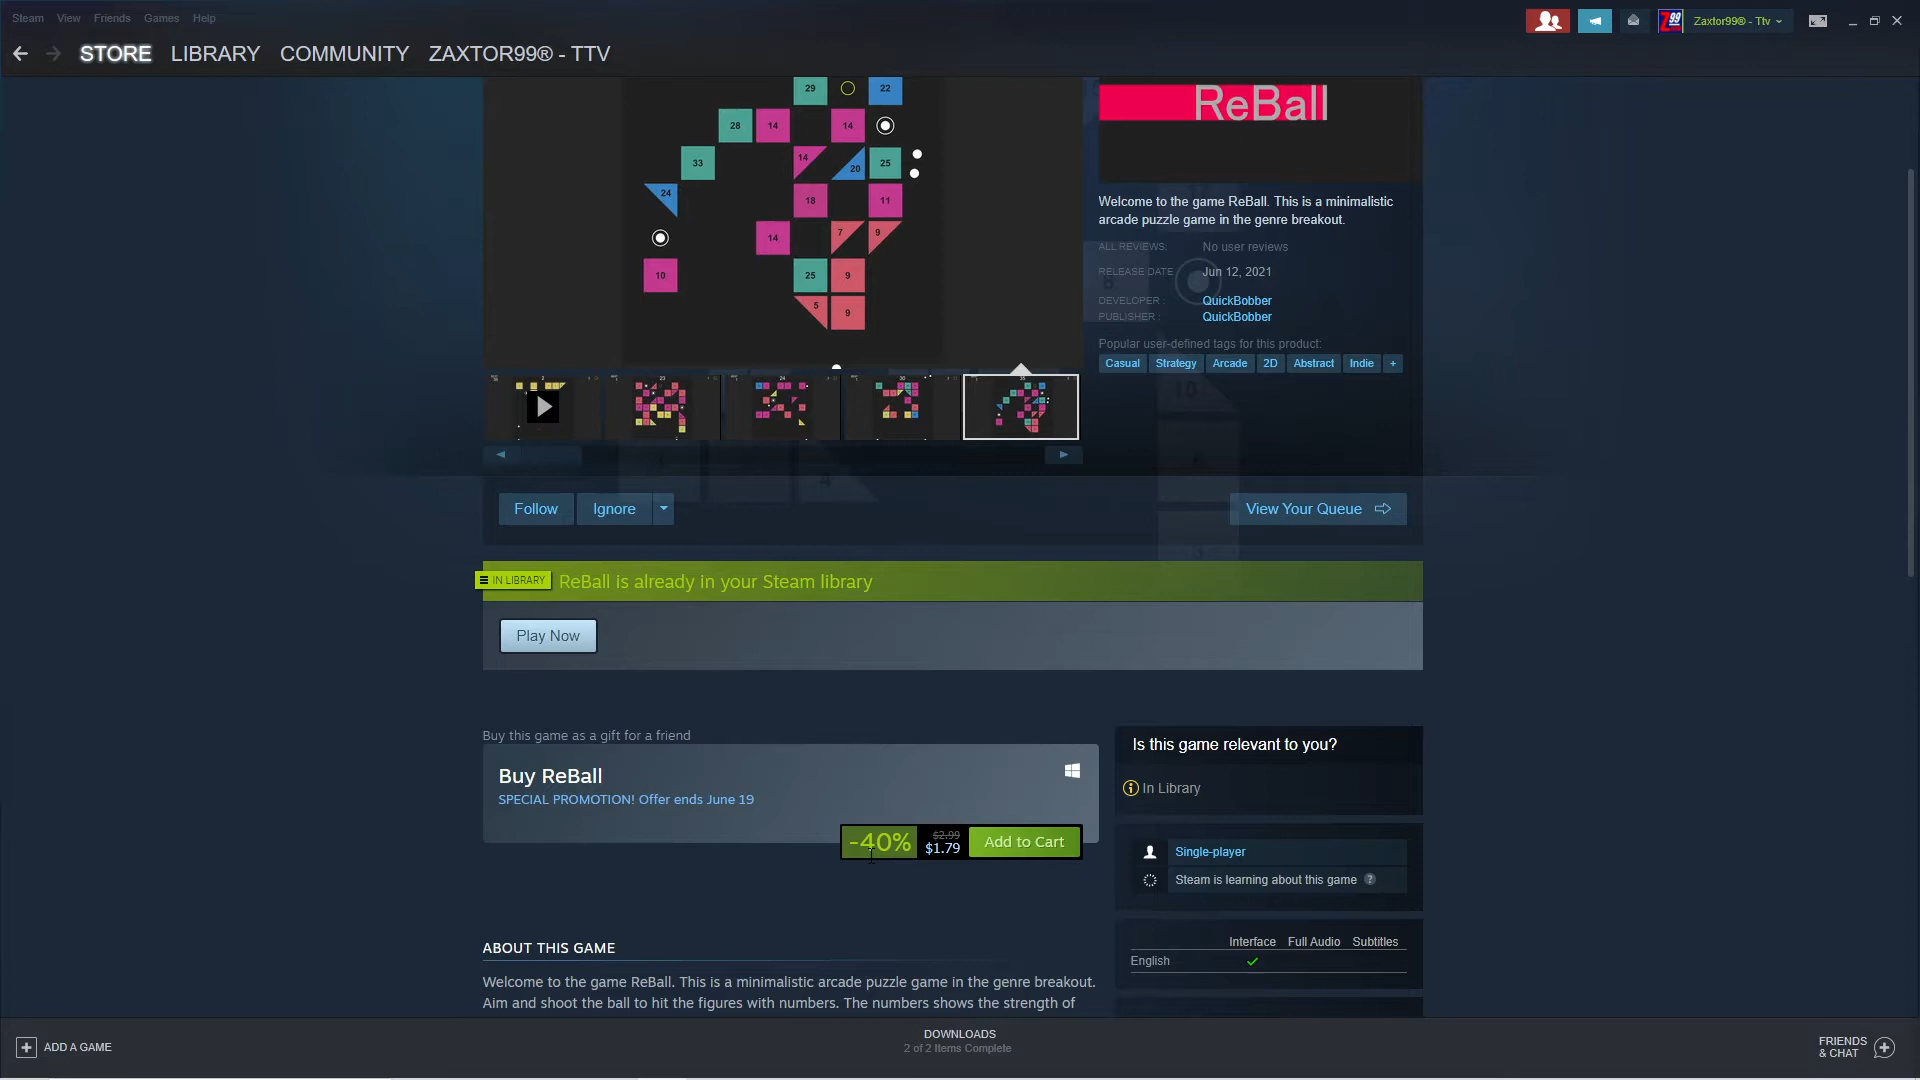 Steam View Friends Games Help
Zaxtor99® - Ttv
STORE LIBRARY COMMUNITY ZAXTOR99® - TTV
29 22
28 14 14
33 14 20 25
24 18 11
14 7 9
10 25 9
5 9
ReBall
Welcome to the game ReBall. This is a minimalistic
arcade puzzle game in the genre breakout.
ALL REVIEWS: No user reviews
RELEASE DATE Jun 12, 2021
DEVELOPER : QuickBobber
PUBLISHER : QuickBobber
Popular user-defined tags for this product:
Casual Strategy Arcade 2D Abstract Indie +
Follow Ignore View Your Queue
IN LIBRARY ReBall is already in your Steam library
Play Now
Buy this game as a gift for a friend
Buy ReBall
SPECIAL PROMOTION! Offer ends June 19
-40% $2.99 $1.79 Add to Cart
Is this game relevant to you?
In Library
Single-player
Steam is learning about this game ?
Interface Full Audio Subtitles
English
ABOUT THIS GAME
Welcome to the game ReBall. This is a minimalistic arcade puzzle game in the genre breakout.
Aim and shoot the ball to hit the figures with numbers. The numbers shows the strength of
ADD A GAME
DOWNLOADS
2 of 2 Items Complete
FRIENDS
& CHAT